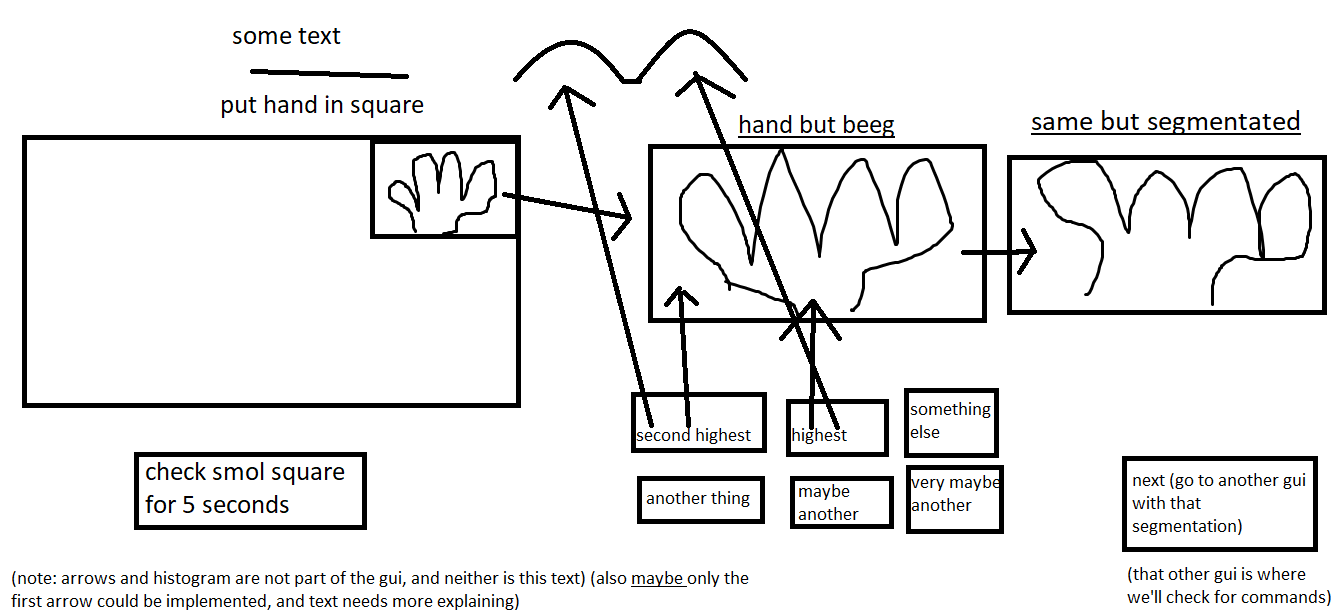 some text
put hand in square
hand but beeg
same but segmentated
second highest
highest
something
else
another thing
maybe
another
very maybe
another
check smol square
for 5 seconds
next (go to another gui
with that
segmentation)
(that other gui is where
we'll check for commands)
(note: arrows and histogram are not part of the gui, and neither is this text) (also maybe only the
first arrow could be implemented, and text needs more explaining)